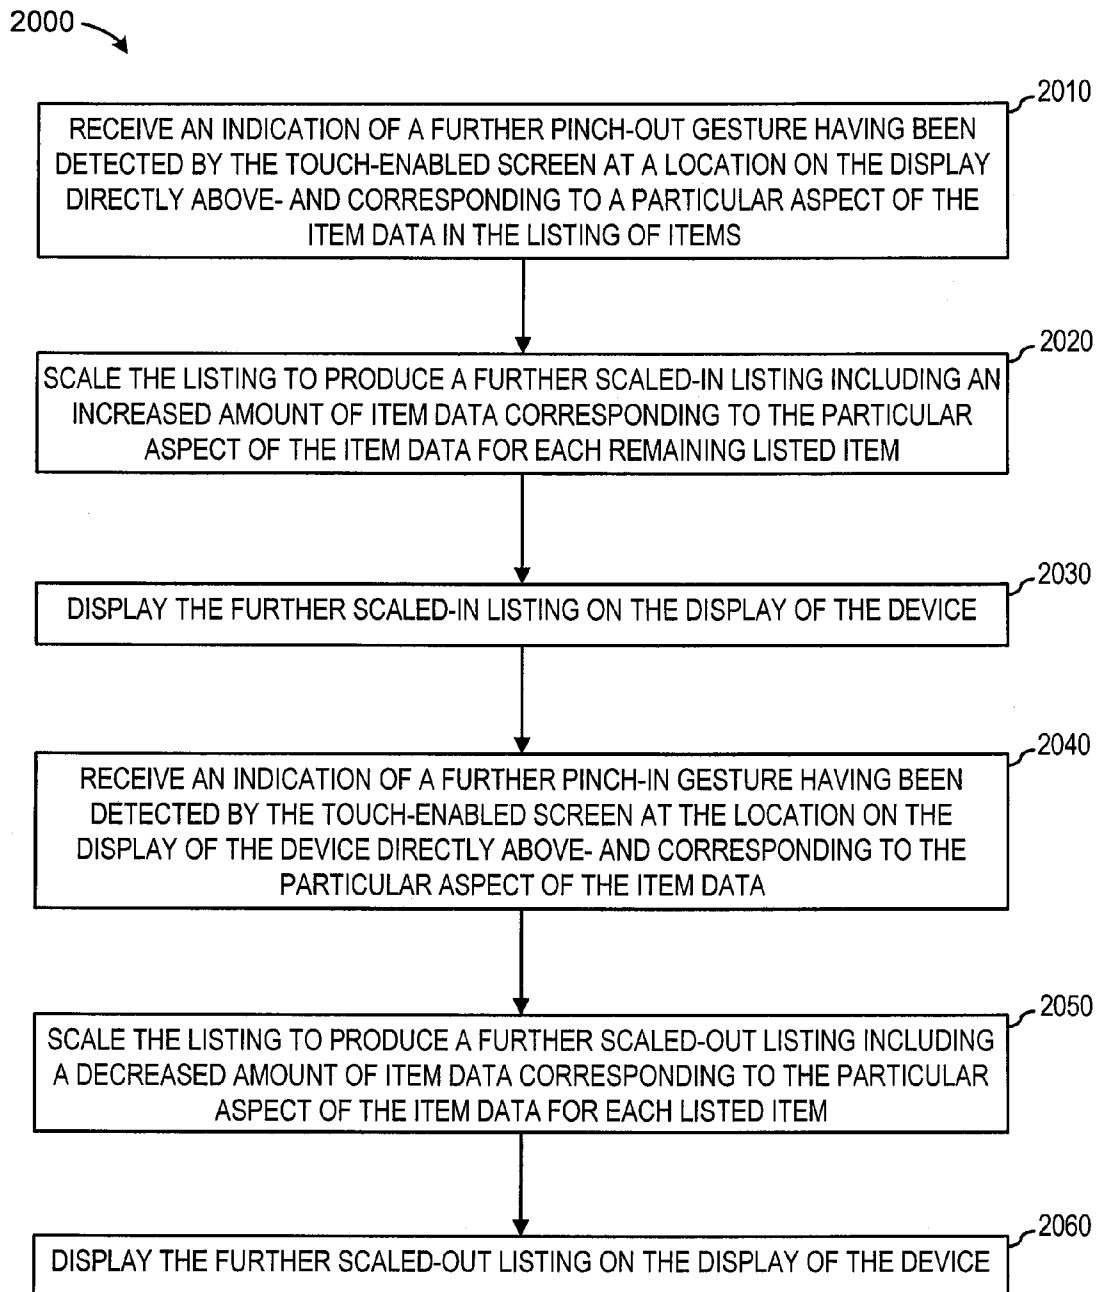 2000
2010
RECEIVE AN INDICATION OF A FURTHER PINCH-OUT GESTURE HAVING BEEN
DETECTED BY THE TOUCH-ENABLED SCREEN AT A LOCATION ON THE DISPLAY
DIRECTLY ABOVE- AND CORRESPONDING TO A PARTICULAR ASPECT OF THE
ITEM DATA IN THE LISTING OF ITEMS
2020
SCALE THE LISTING TO PRODUCE A FURTHER SCALED-IN LISTING INCLUDING AN
INCREASED AMOUNT OF ITEM DATA CORRESPONDING TO THE PARTICULAR
ASPECT OF THE ITEM DATA FOR EACH REMAINING LISTED ITEM
2030
DISPLAY THE FURTHER SCALED-IN LISTING ON THE DISPLAY OF THE DEVICE
2040
RECEIVE AN INDICATION OF A FURTHER PINCH-IN GESTURE HAVING BEEN
DETECTED BY THE TOUCH-ENABLED SCREEN AT THE LOCATION ON THE
DISPLAY OF THE DEVICE DIRECTLY ABOVE- AND CORRESPONDING TO THE
PARTICULAR ASPECT OF THE ITEM DATA
2050
SCALE THE LISTING TO PRODUCE A FURTHER SCALED-OUT LISTING INCLUDING
A DECREASED AMOUNT OF ITEM DATA CORRESPONDING TO THE PARTICULAR
ASPECT OF THE ITEM DATA FOR EACH LISTED ITEM
2060
DISPLAY THE FURTHER SCALED-OUT LISTING ON THE DISPLAY OF THE DEVICE